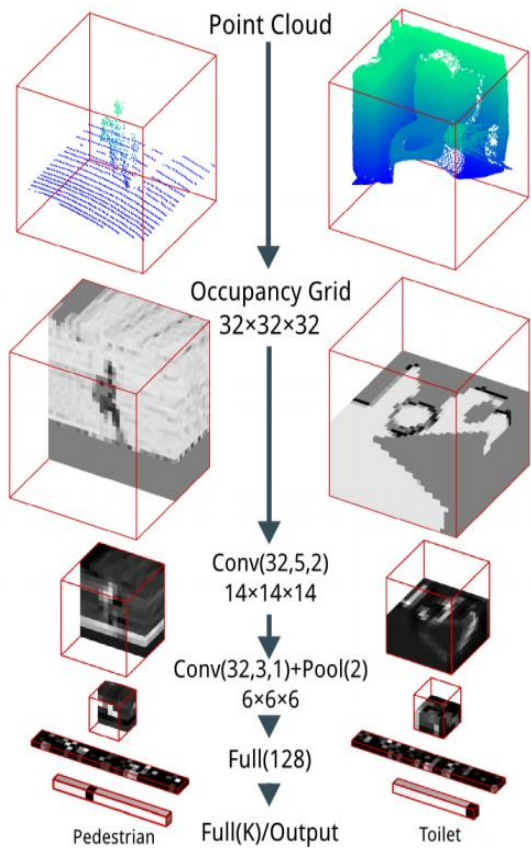 Point Cloud
Occupancy Grid
32×32×32
Conv(32,5,2)
14×14×14
Conv(32,3,1)+Pool(2)
6×6×6
Full(128)
Pedestrian
Full(K)/Output
Toilet